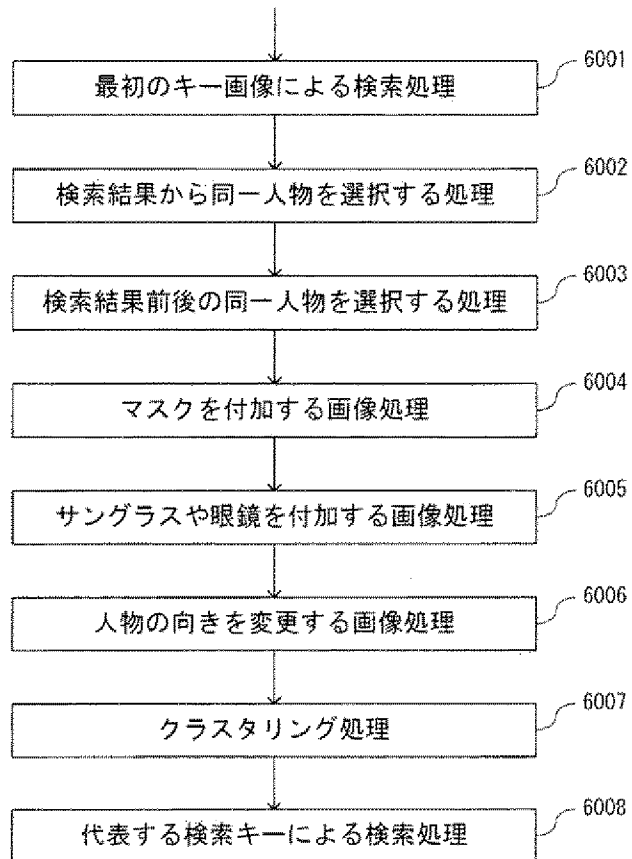 6001
最初のキー画像による検索処理
6002
検索結果から同一人物を選択する処理
6003
検索結果前後の同一人物を選択する処理
6004
マスクを付加する画像処理
6005
サングラスや眼鏡を付加する画像処理
6006
人物の向きを変更する画像処理
6007
クラスタリング処理
6008
代表する検索キーによる検索処理